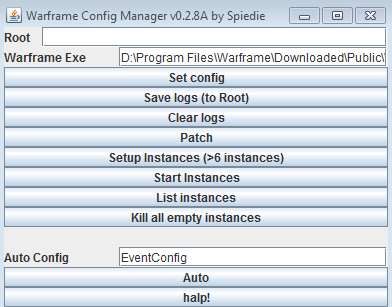 Warframe Config Manager v0.2.8A by Spiedie
Root
Warframe Exe D:\Program Files\Warframe\Downloaded\Public\
Set config
Save logs (to Root)
Clear logs
Patch
Setup Instances (>6 instances)
Start Instances
List instances
Kill all empty instances
Auto Config EventConfig
Auto
halp!